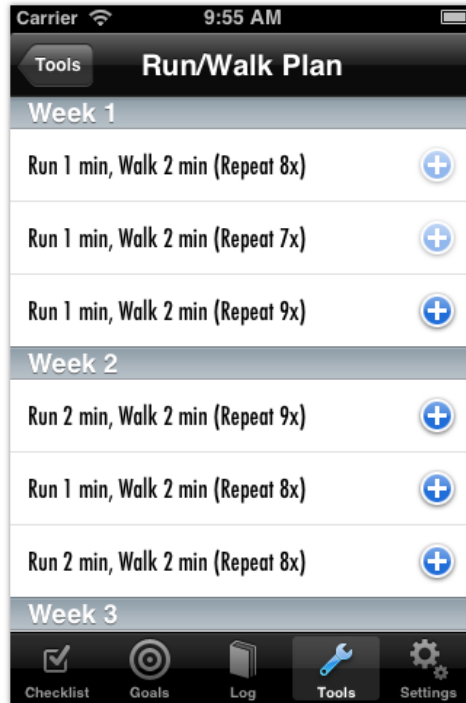 Carrier 9:55 AM
Tools Run/Walk Plan
Week 1
Run 1 min, Walk 2 min (Repeat 8x)
Run 1 min, Walk 2 min (Repeat 7x)
Run 1 min, Walk 2 min (Repeat 9x)
Week 2
Run 2 min, Walk 2 min (Repeat 9x)
Run 1 min, Walk 2 min (Repeat 8x)
Run 2 min, Walk 2 min (Repeat 8x)
Week 3
Checklist Goals Log Tools Settings